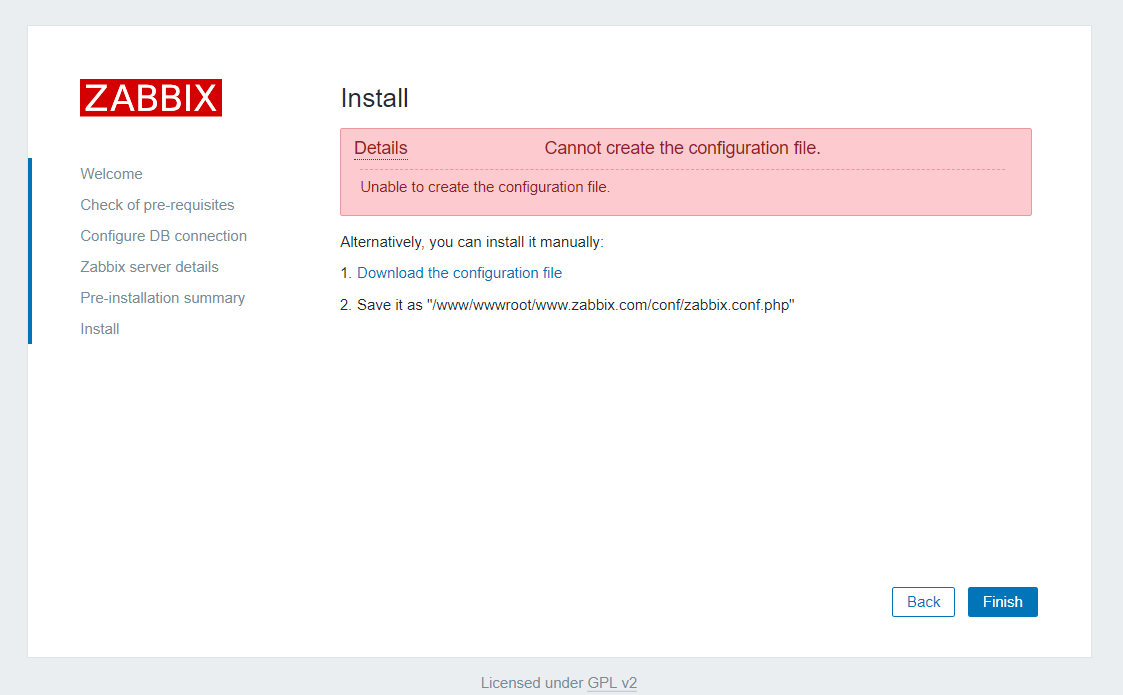 ZABBIX
Welcome
Check of pre-requisites
Configure DB connection
Zabbix server details
Pre-installation summary
Install
Install
Details Cannot create the configuration file.
Unable to create the configuration file.
Alternatively, you can install it manually:
1. Download the configuration file
2. Save it as "/www/wwwroot/www.zabbix.com/conf/zabbix.conf.php"
Back Finish
Licensed under GPL v2